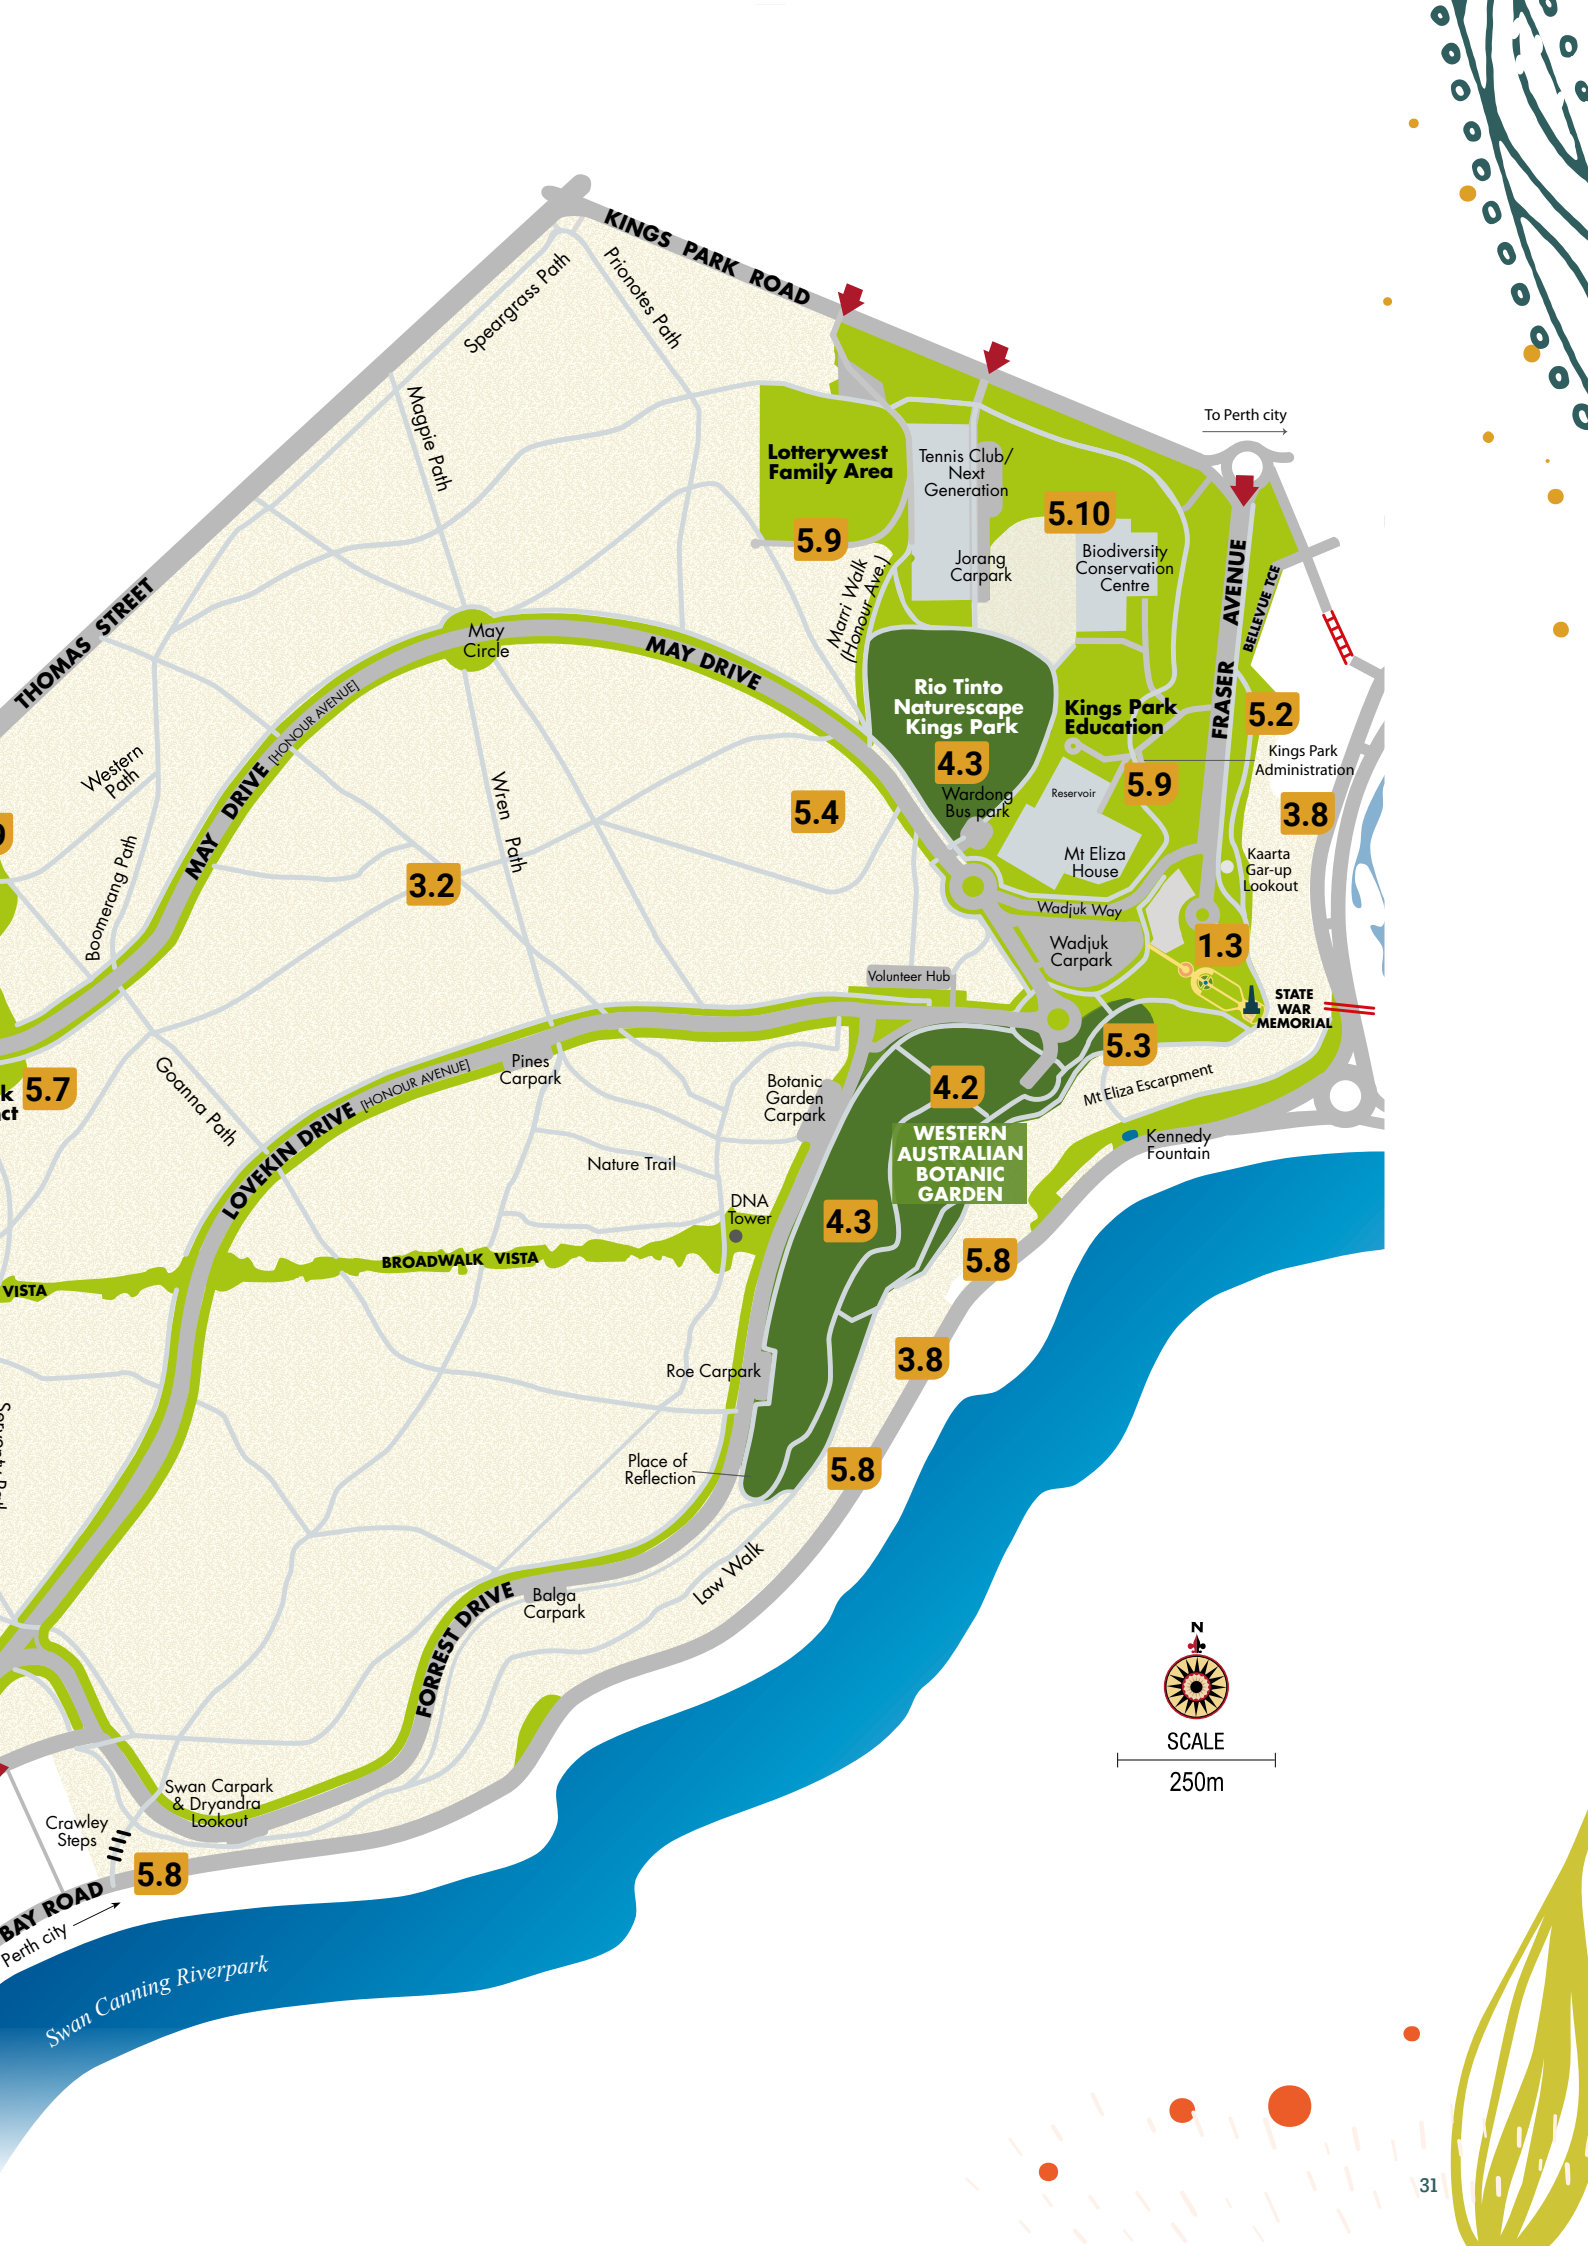 KINGS PARK ROAD
Speargrass Path
Prionotes Path
Magpie Path
To Perth city
Lotterywest
Family Area
Tennis Club/
Next
Generation
5.10
5.9
Jorang
Carpark
Biodiversity
Conservation
Centre
Marri Walk
(Honour Ave.)
FRASER AVENUE
BELLEVUE TCE
THOMAS STREET
May
Circle
MAY DRIVE
MAY DRIVE [HONOUR AVENUE]
Rio Tinto
Naturescape
Kings Park
4.3
Wardong
Bus park
Kings Park
Education
5.2
Kings Park
Administration
5.9
Reservoir
3.8
Western
Path
Wren Path
5.4
Boomerang Path
3.2
Mt Eliza
House
Kaarta
Gar-up
Lookout
Wadjuk Way
Wadjuk
Carpark
1.3
Volunteer Hub
STATE
WAR
MEMORIAL
5.3
5.7
Goanna Path
Pines
Carpark
LOVEKIN DRIVE [HONOUR AVENUE]
Botanic
Garden
Carpark
4.2
Mt Eliza Escarpment
WESTERN
AUSTRALIAN
BOTANIC
GARDEN
Kennedy
Fountain
Nature Trail
DNA
Tower
4.3
5.8
BROADWALK VISTA
VISTA
3.8
Roe Carpark
Place of
Reflection
5.8
Law Walk
FORREST DRIVE
Balga
Carpark
N
SCALE
250m
Swan Carpark
& Dryandra
Lookout
Crawley
Steps
5.8
BAY ROAD
Perth city
Swan Canning Riverpark
31